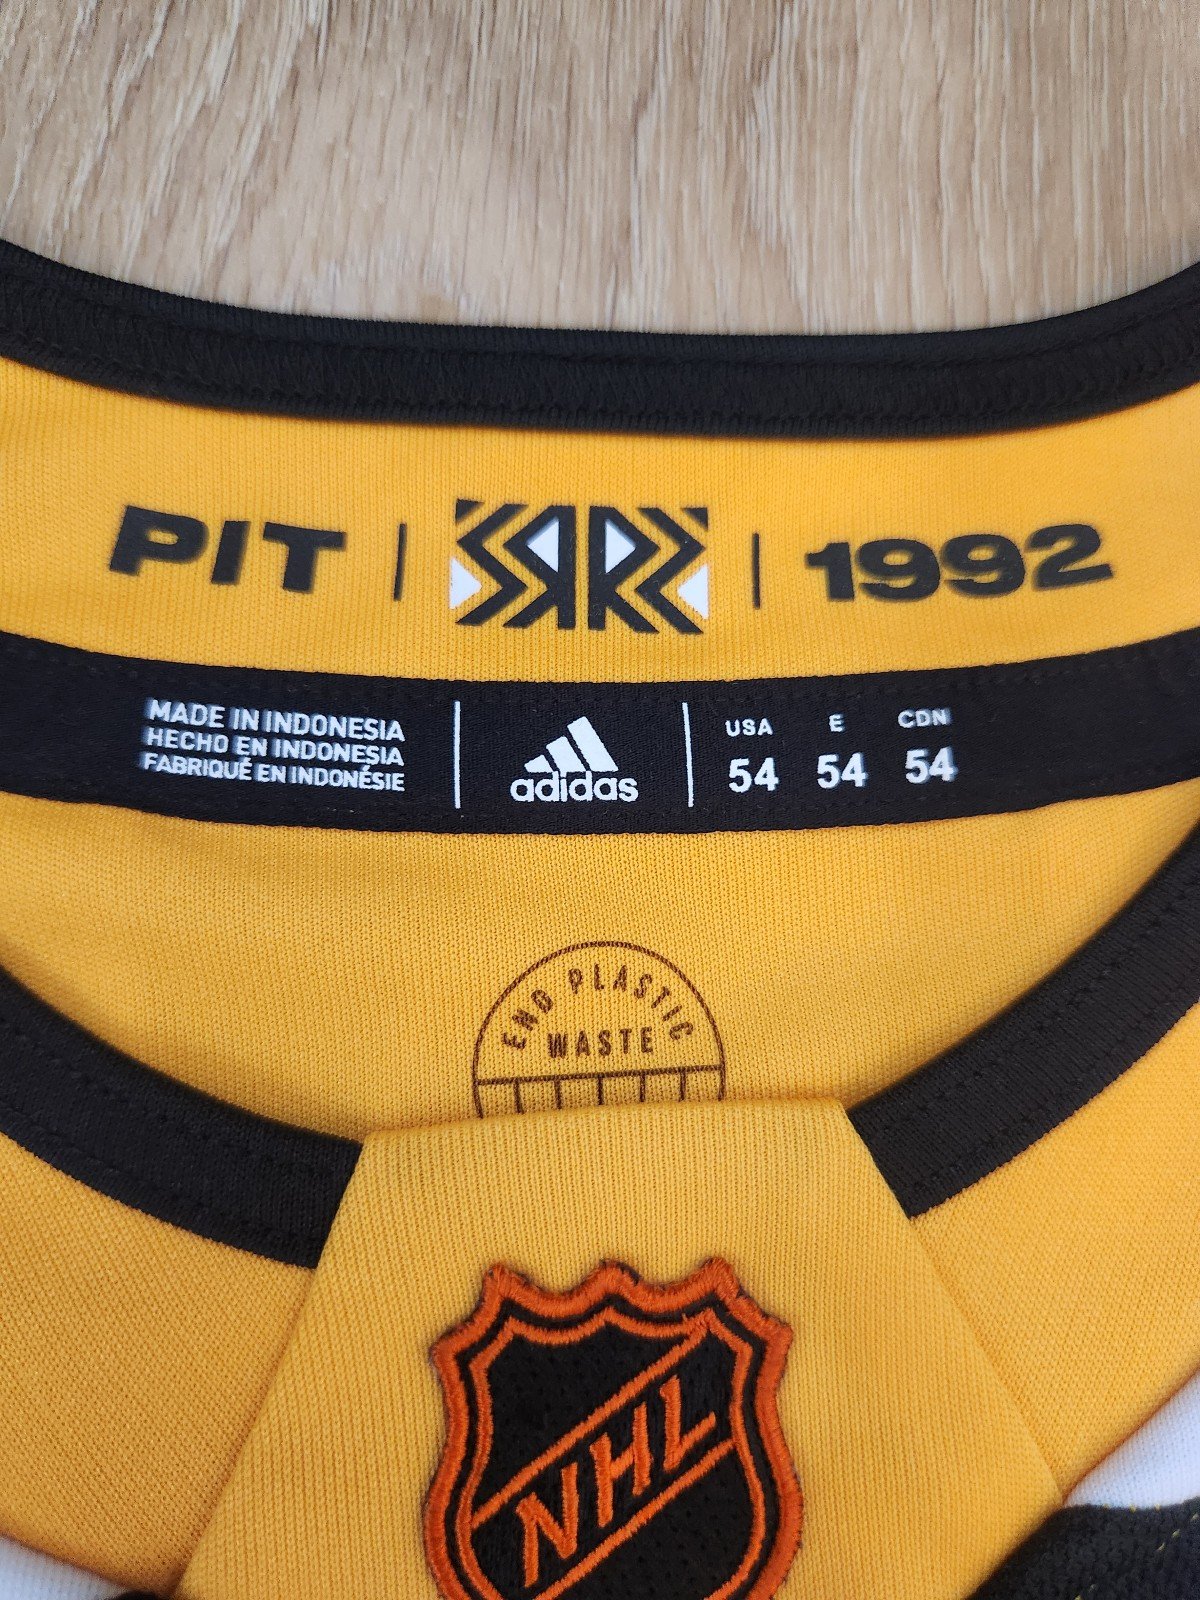 PIT | RR | 1992
MADE IN INDONESIA
HECHO EN INDONESIA
FABRIQUÉ EN INDONÉSIE
adidas
USA E CDN
54 54 54
END PLASTIC
WASTE
NHL